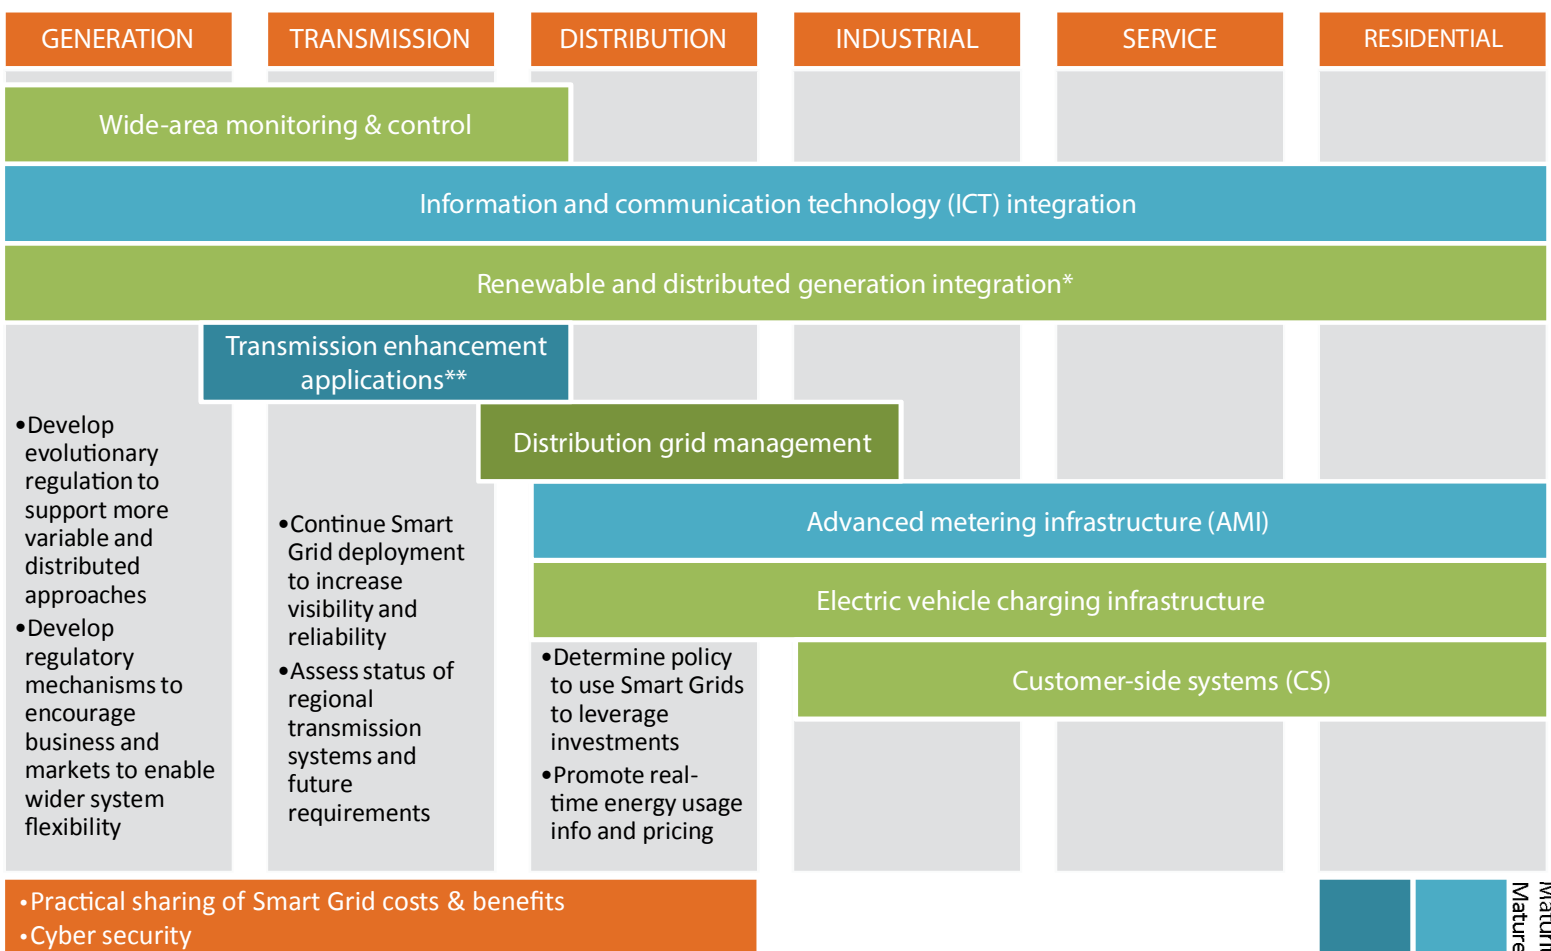 GENERATION
TRANSMISSION
DISTRIBUTION
INDUSTRIAL
SERVICE
RESIDENTIAL
Wide-area monitoring & control
Information and communication technology (ICT) integration
Renewable and distributed generation integration*
Transmission enhancement
applications**
Distribution grid management
Advanced metering infrastructure (AMI)
Electric vehicle charging infrastructure
Customer-side systems (CS)
•Develop
evolutionary
regulation to
support more
variable and
distributed
approaches
•Develop
regulatory
mechanisms to
encourage
business and
markets to enable
wider system
flexibility
•Continue Smart
Grid deployment
to increase
visibility and
reliability
•Assess status of
regional
transmission
systems and
future
requirements
•Determine policy
to use Smart Grids
to leverage
investments
•Promote real-
time energy usage
info and pricing
•Practical sharing of Smart Grid costs & benefits
•Cyber security
Mature